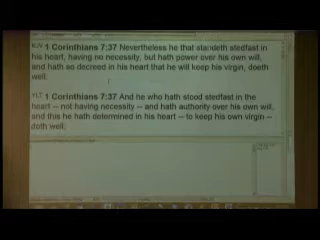 KJV 1 Corinthians 7:37 Nevertheless he that standeth stedfast in
his heart, having no necessity, but hath power over his own will,
and hath so decreed in his heart that he will keep his virgin, doeth
well.
YLT 1 Corinthians 7:37 And he who hath stood stedfast in the
heart -- not having necessity -- and hath authority over his own will,
and this he hath determined in his heart -- to keep his own virgin --
doth well;